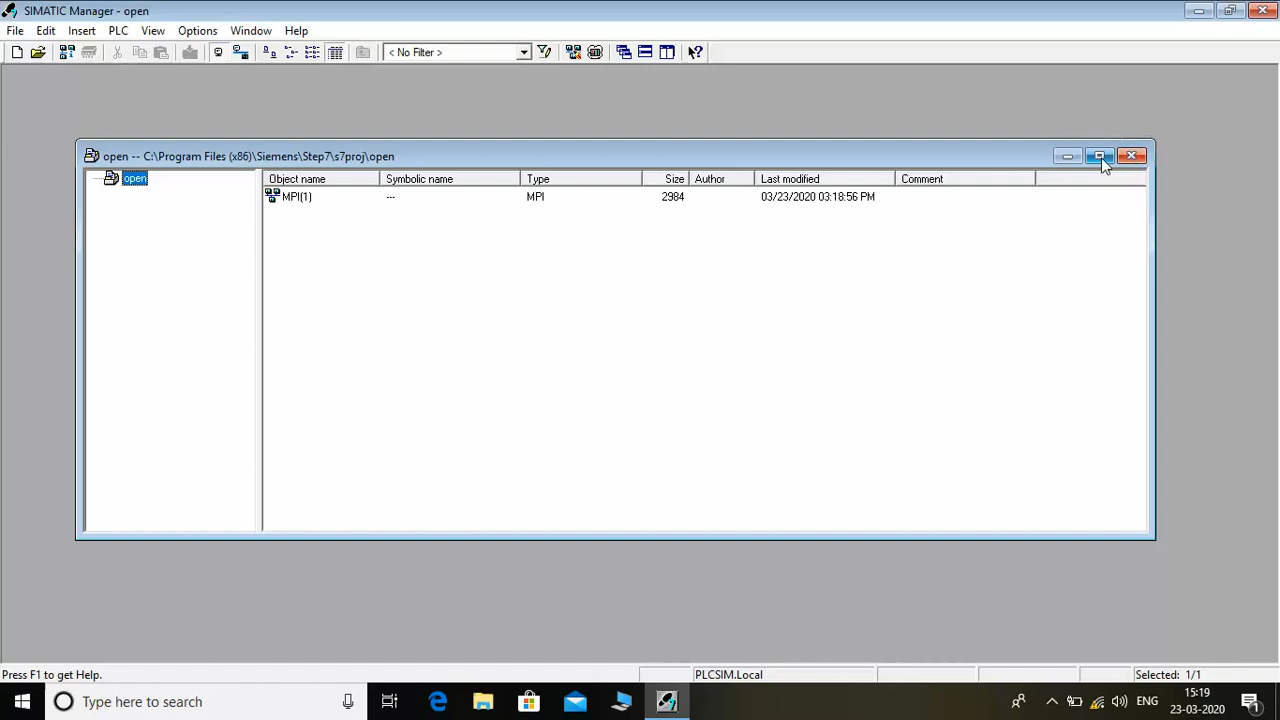 SIMATIC Manager - open
File Edit Insert PLC View Options Window Help
< No Filter >
open -- C:\Program Files (x86)\Siemens\Step7\s7proj\open
open
Object name Symbolic name Type Size Author Last modified Comment
MPI(1) --- MPI 2984 03/23/2020 03:18:56 PM
Press F1 to get Help. PLCSIM.Local Selected: 1/1
Type here to search
ENG
15:19
23-03-2020
1